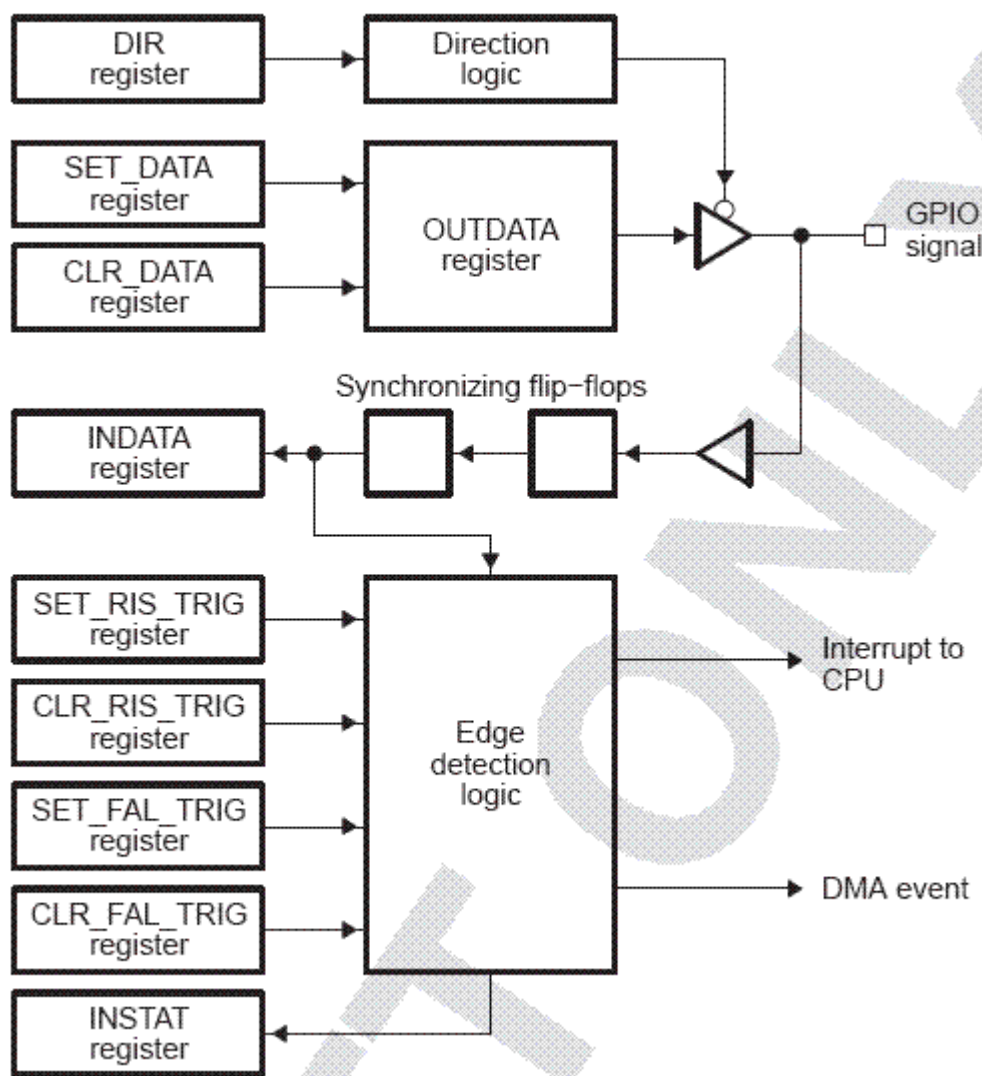 DIR
register
Direction
logic
SET_DATA
register
CLR_DATA
register
OUTDATA
register
GPIO
signal
Synchronizing flip-flops
INDATA
register
SET_RIS_TRIG
register
CLR_RIS_TRIG
register
SET_FAL_TRIG
register
CLR_FAL_TRIG
register
INSTAT
register
Edge
detection
logic
Interrupt to
CPU
DMA event
T ONL